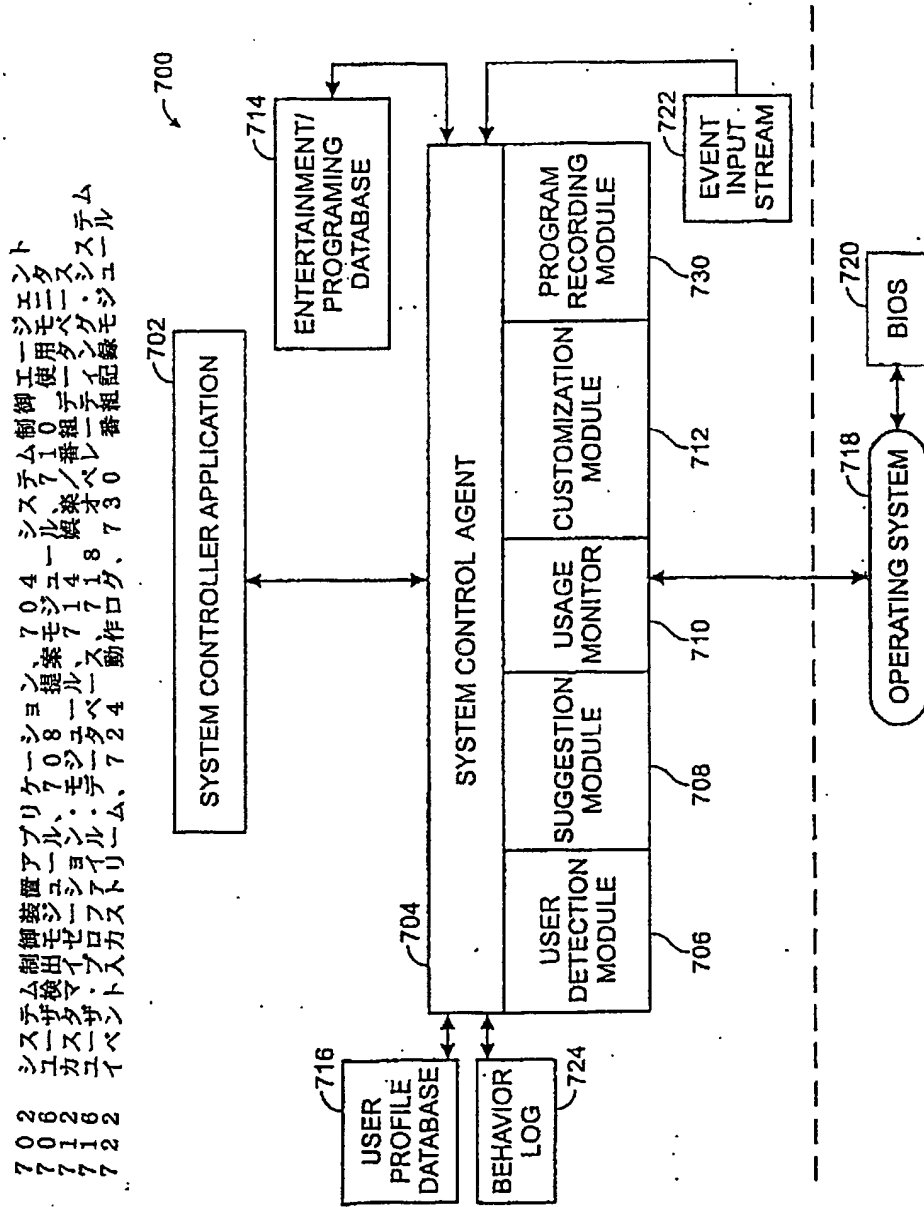 702 システム制御装置アプリケーション、704 システム制御エージェント
706 ユーザ検出モジュール、708 提案モジュール、710 使用モニタ
712 カスタマイゼーション・モジュール、714 娯楽/番組データベース
716 ユーザ・プロファイル・データベース、718 オペレーティング・システム
722 イベント入力ストリーム、724 動作ログ、730 番組記録モジュール
700
702
SYSTEM CONTROLLER APPLICATION
714
ENTERTAINMENT/
PROGRAMING
DATABASE
704
SYSTEM CONTROL AGENT
716
USER
PROFILE
DATABASE
724
BEHAVIOR
LOG
USER
DETECTION
MODULE
706
SUGGESTION
MODULE
708
USAGE
MONITOR
710
CUSTOMIZATION
MODULE
712
PROGRAM
RECORDING
MODULE
730
722
EVENT
INPUT
STREAM
718
OPERATING SYSTEM
720
BIOS